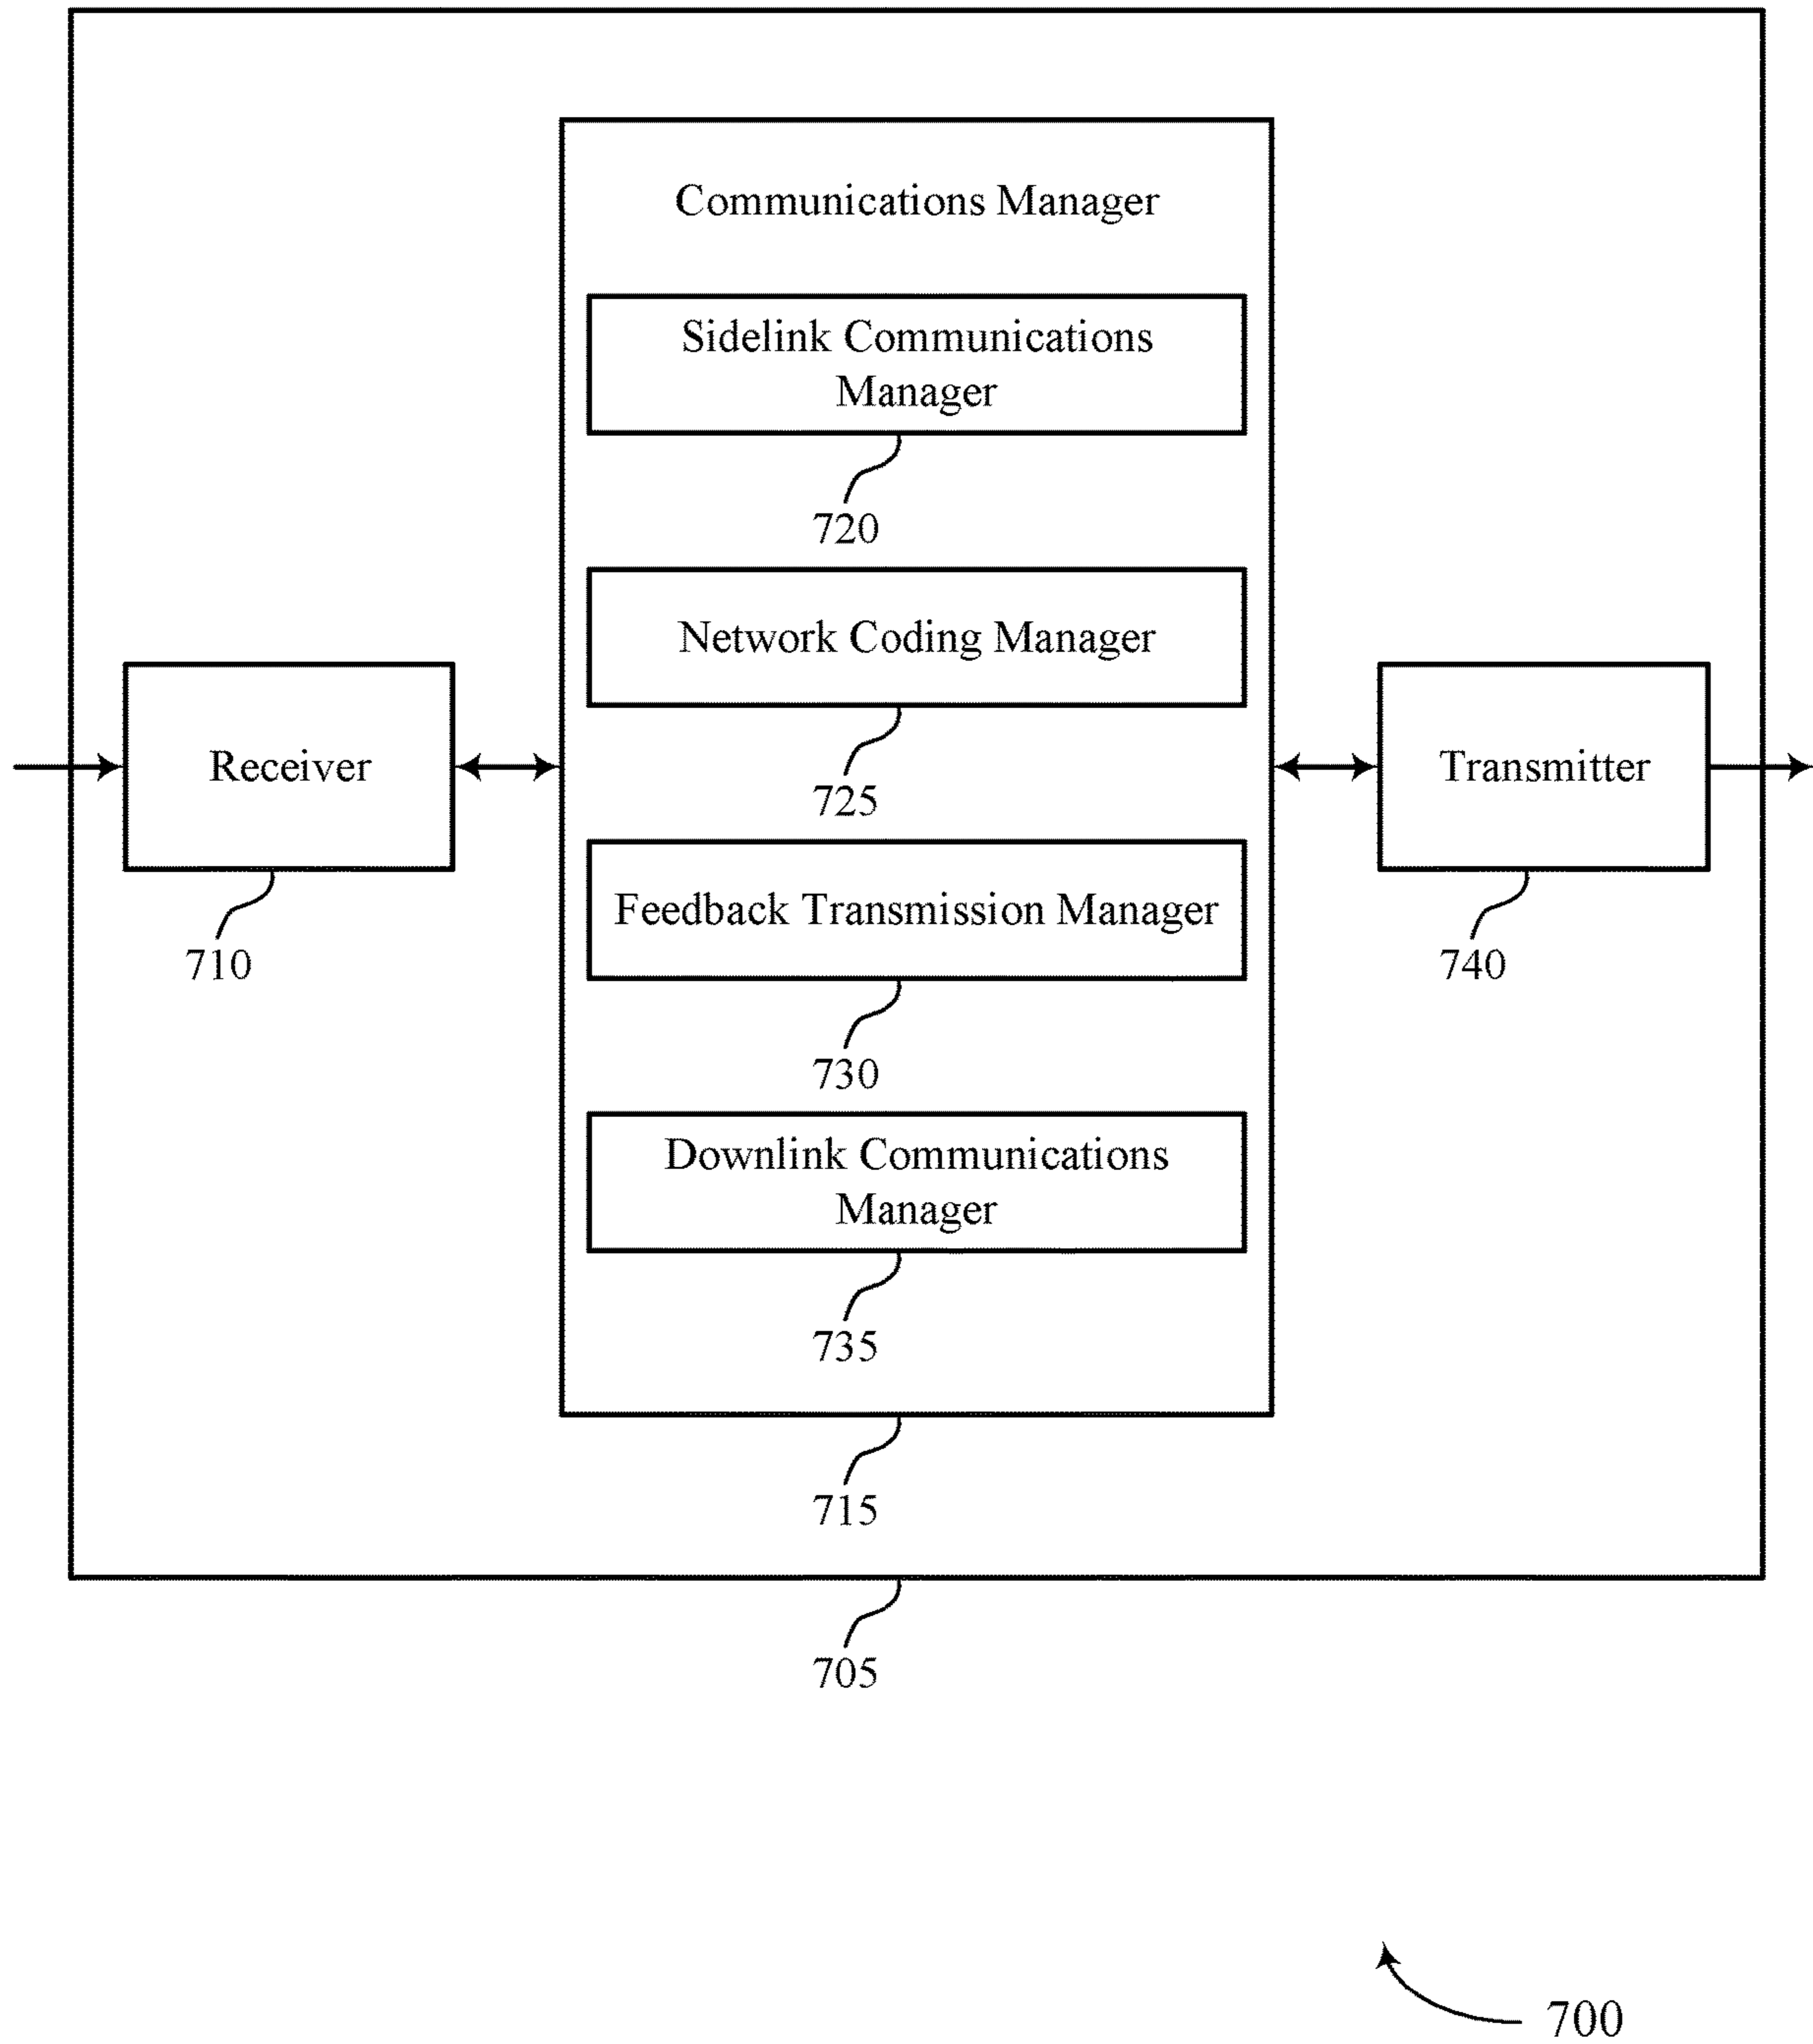 Communications Manager
Sidelink Communications
Manager
720
Network Coding Manager
725
Receiver
710
Transmitter
740
Feedback Transmission Manager
730
Downlink Communications
Manager
735
715
705
700